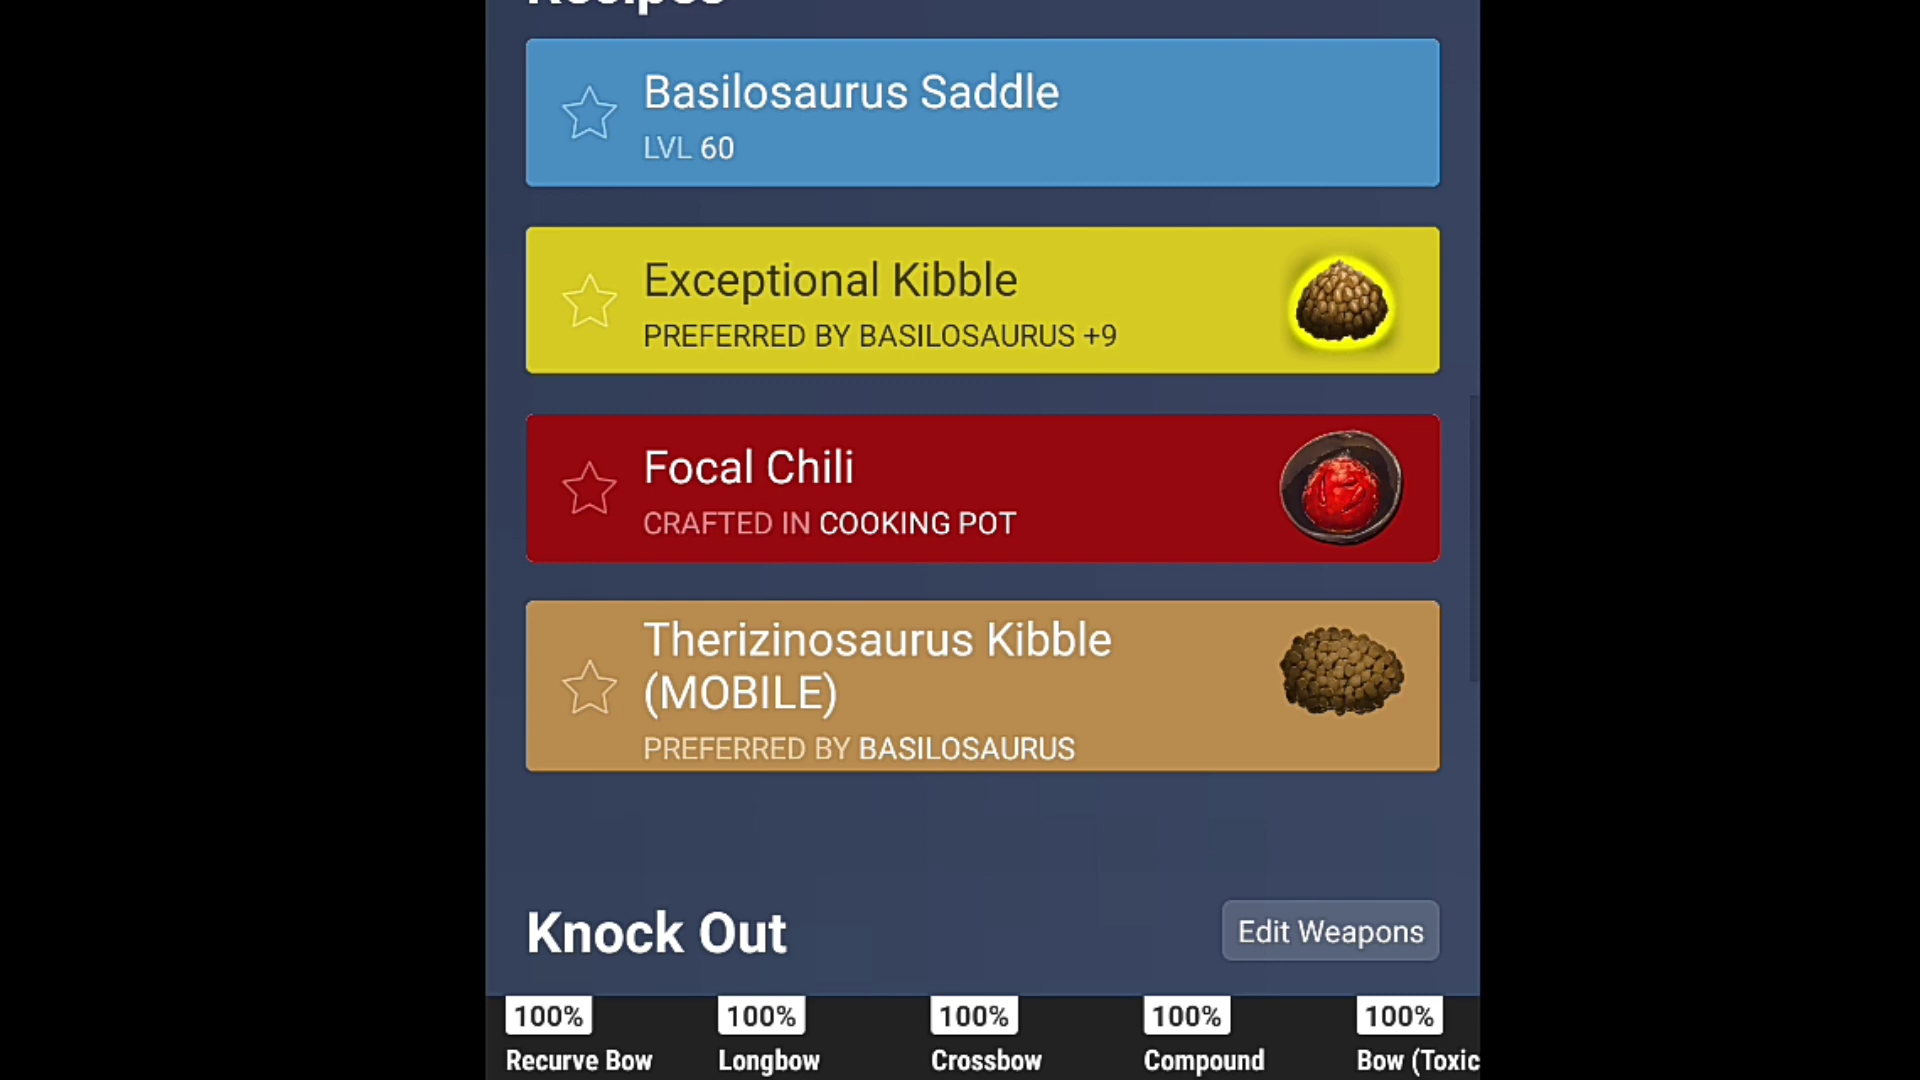 Recipes
Basilosaurus Saddle
LVL 60
Exceptional Kibble
PREFERRED BY BASILOSAURUS +9
Focal Chili
CRAFTED IN COOKING POT
Therizinosaurus Kibble
(MOBILE)
PREFERRED BY BASILOSAURUS
Knock Out
Edit Weapons
100% 100% 100% 100% 100%
Recurve Bow Longbow Crossbow Compound Bow (Toxic